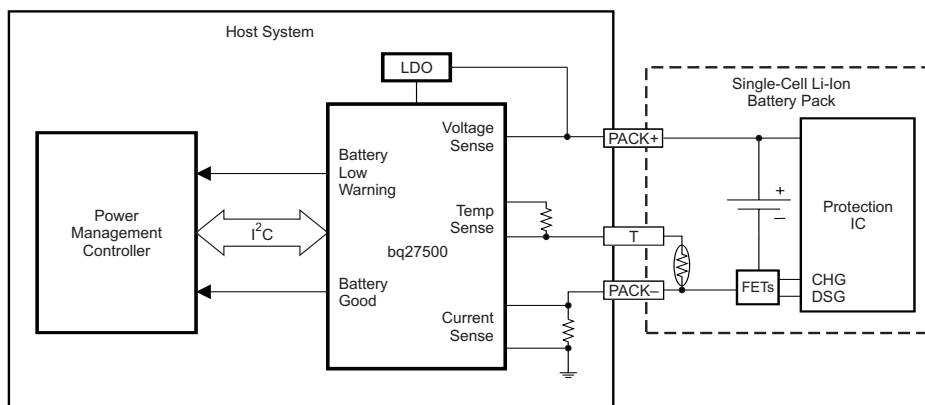 Host System
LDO
Single-Cell Li-Ion
Battery Pack
Voltage
Sense
PACK+
Battery
Low
Warning
Power
Management
Controller
I2C
Temp
Sense
T
bq27500
+
–
Protection
IC
Battery
Good
PACK–
FETs
CHG
DSG
Current
Sense